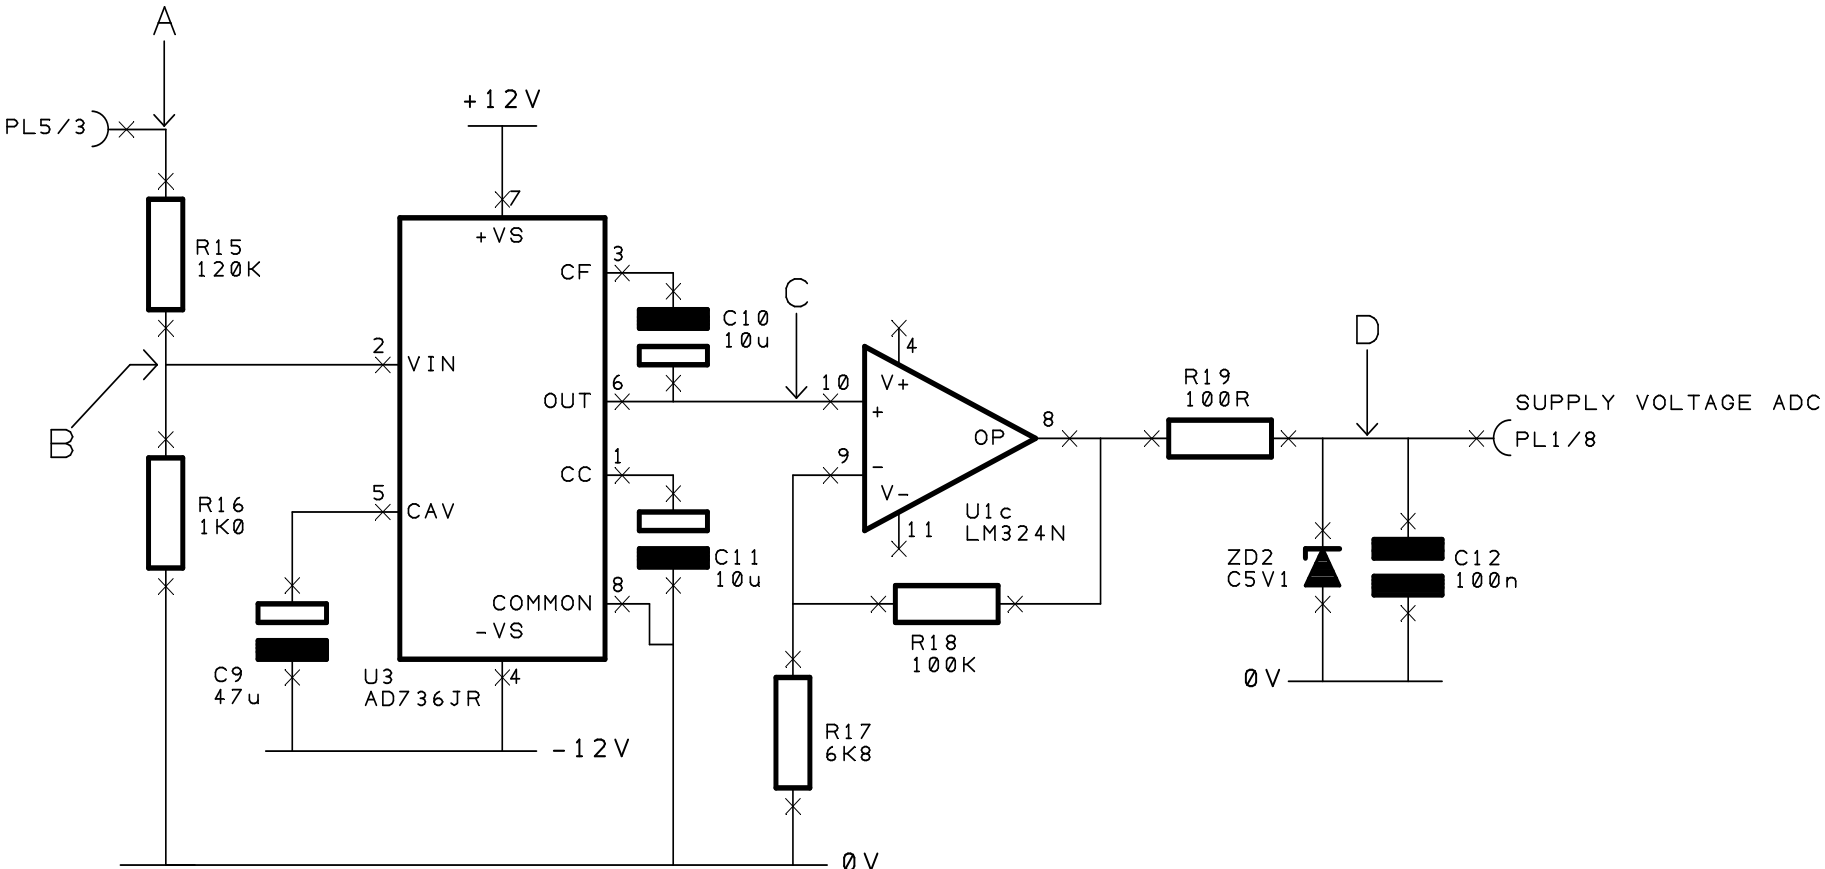 A
PL5/3
+12V
7
+VS
R15
120K
3
CF
C10
10u
C
D
2
VIN
B
6
OUT
10
4
V+
+
R19
100R
SUPPLY VOLTAGE ADC
PL1/8
8
OP
1
CC
9
-
V-
11
U1c
LM324N
R16
1K0
5
CAV
C11
10u
ZD2
C5V1
C12
100n
8
COMMON
-VS
R18
100K
C9
47u
U3
AD736JR
4
0V
R17
6K8
-12V
0V